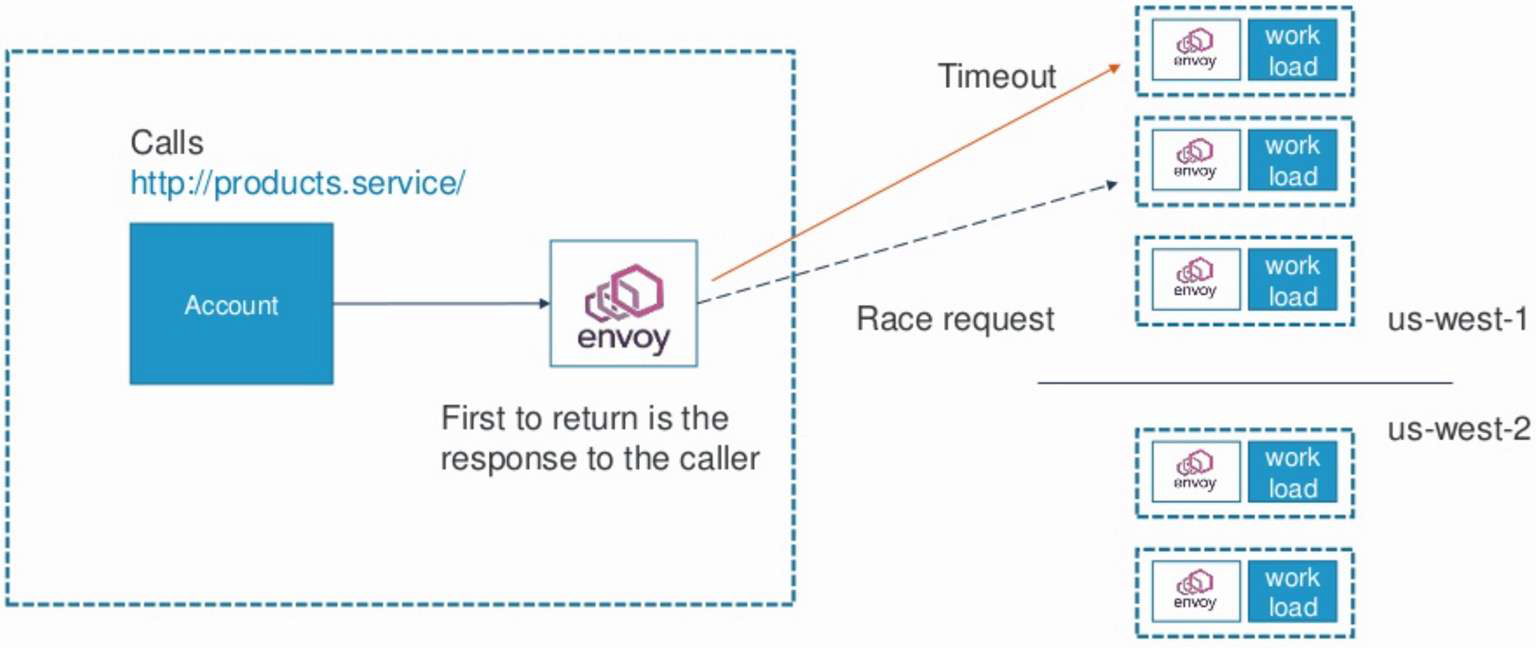 Calls
http://products.service/
Account
envoy
First to return is the
response to the caller
Timeout
Race request
envoy
work
load
envoy
work
load
envoy
work
load
us-west-1
us-west-2
envoy
work
load
envoy
work
load